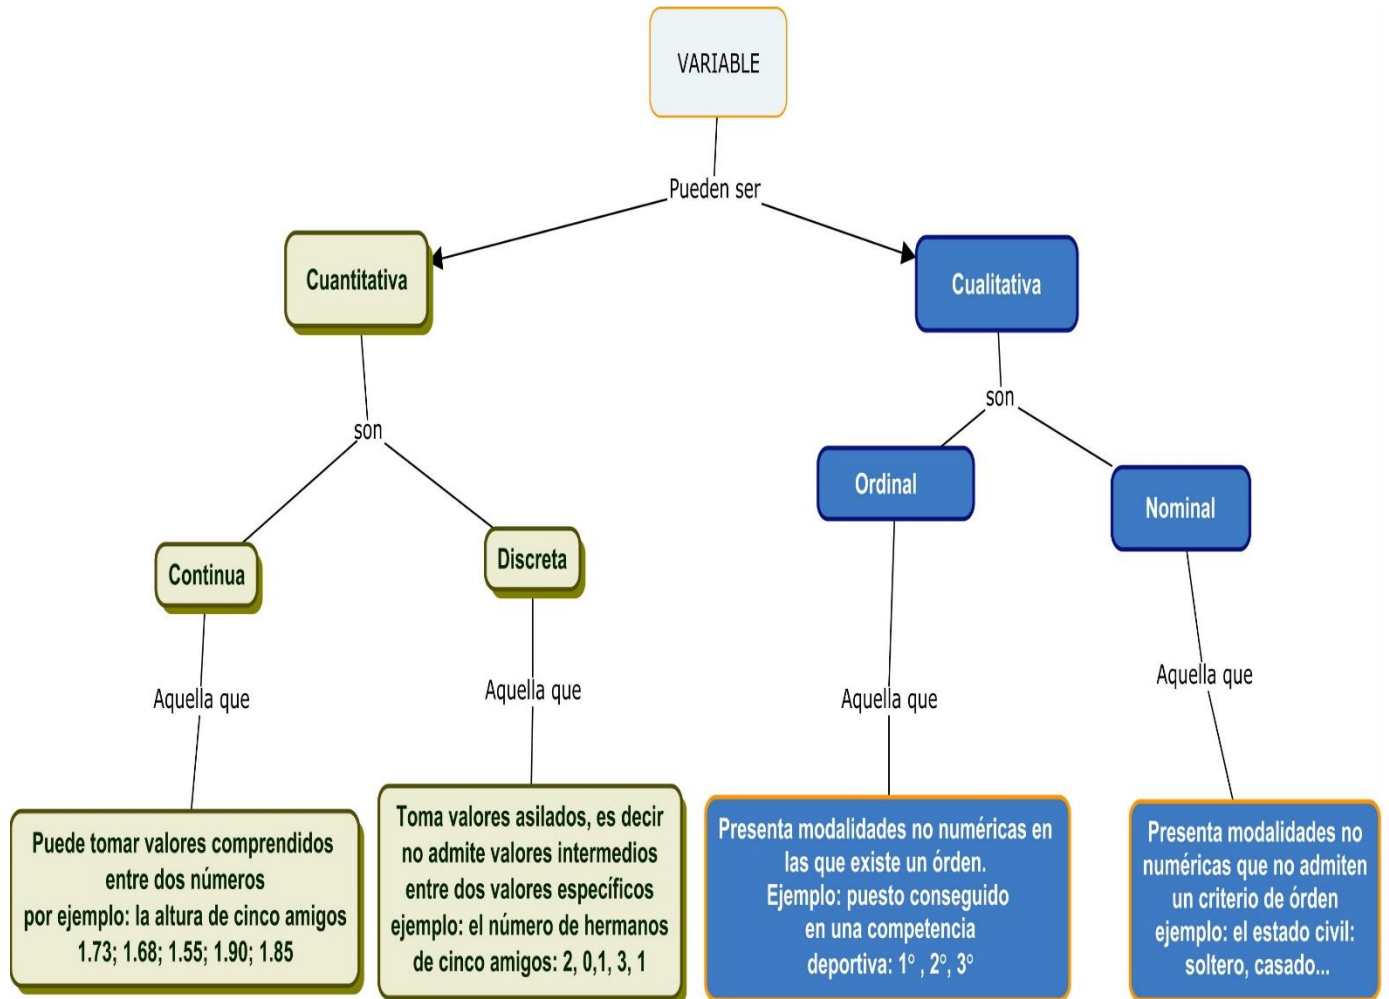 VARIABLE
Pueden ser
Cuantitativa
Cualitativa
son
son
Ordinal
Nominal
Continua
Discreta
Aquella que
Aquella que
Aquella que
Aquella que
Puede tomar valores comprendidos
entre dos números
por ejemplo: la altura de cinco amigos
1.73; 1.68; 1.55; 1.90; 1.85
Toma valores asilados, es decir
no admite valores intermedios
entre dos valores específicos
ejemplo: el número de hermanos
de cinco amigos: 2, 0,1, 3, 1
Presenta modalidades no numéricas en
las que existe un órden.
Ejemplo: puesto conseguido
en una competencia
deportiva: 1° , 2°, 3°
Presenta modalidades no
numéricas que no admiten
un criterio de órden
ejemplo: el estado civil:
soltero, casado...